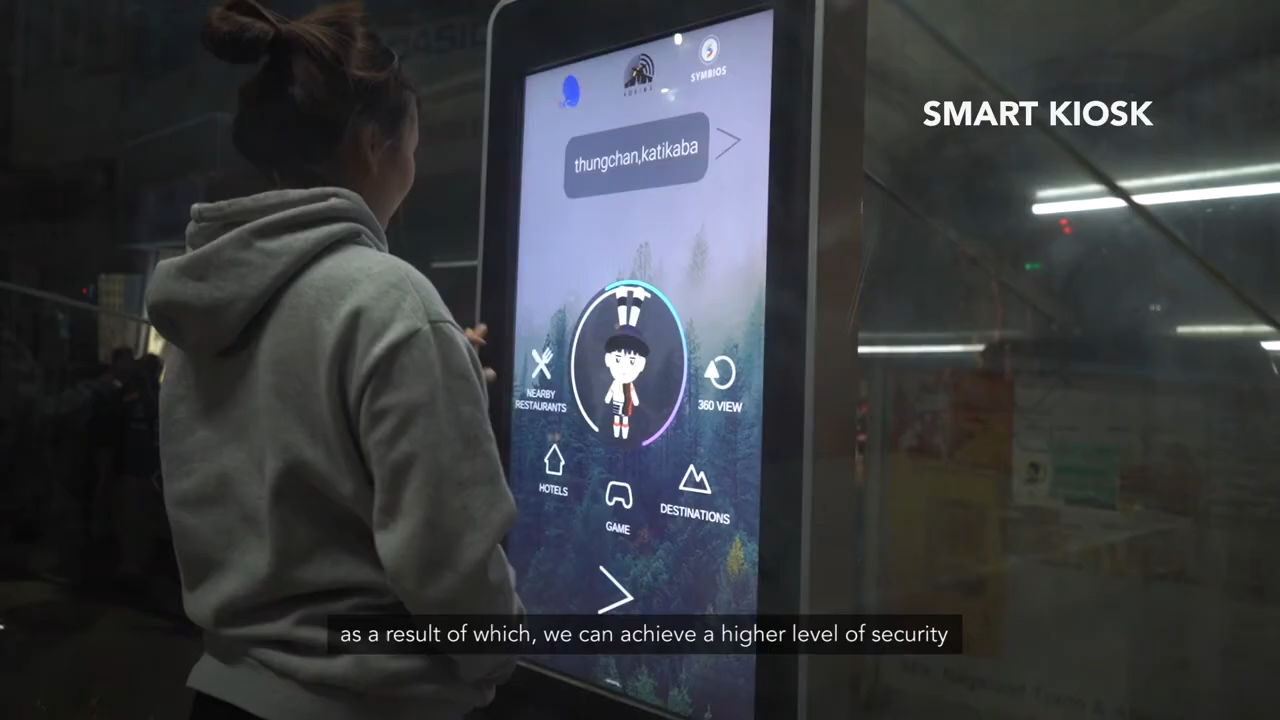 SMART KIOSK
SYMBIOS
thungchan,katikaba
NEARBY
RESTAURANTS
360 VIEW
HOTELS
GAME
DESTINATIONS
as a result of which, we can achieve a higher level of security